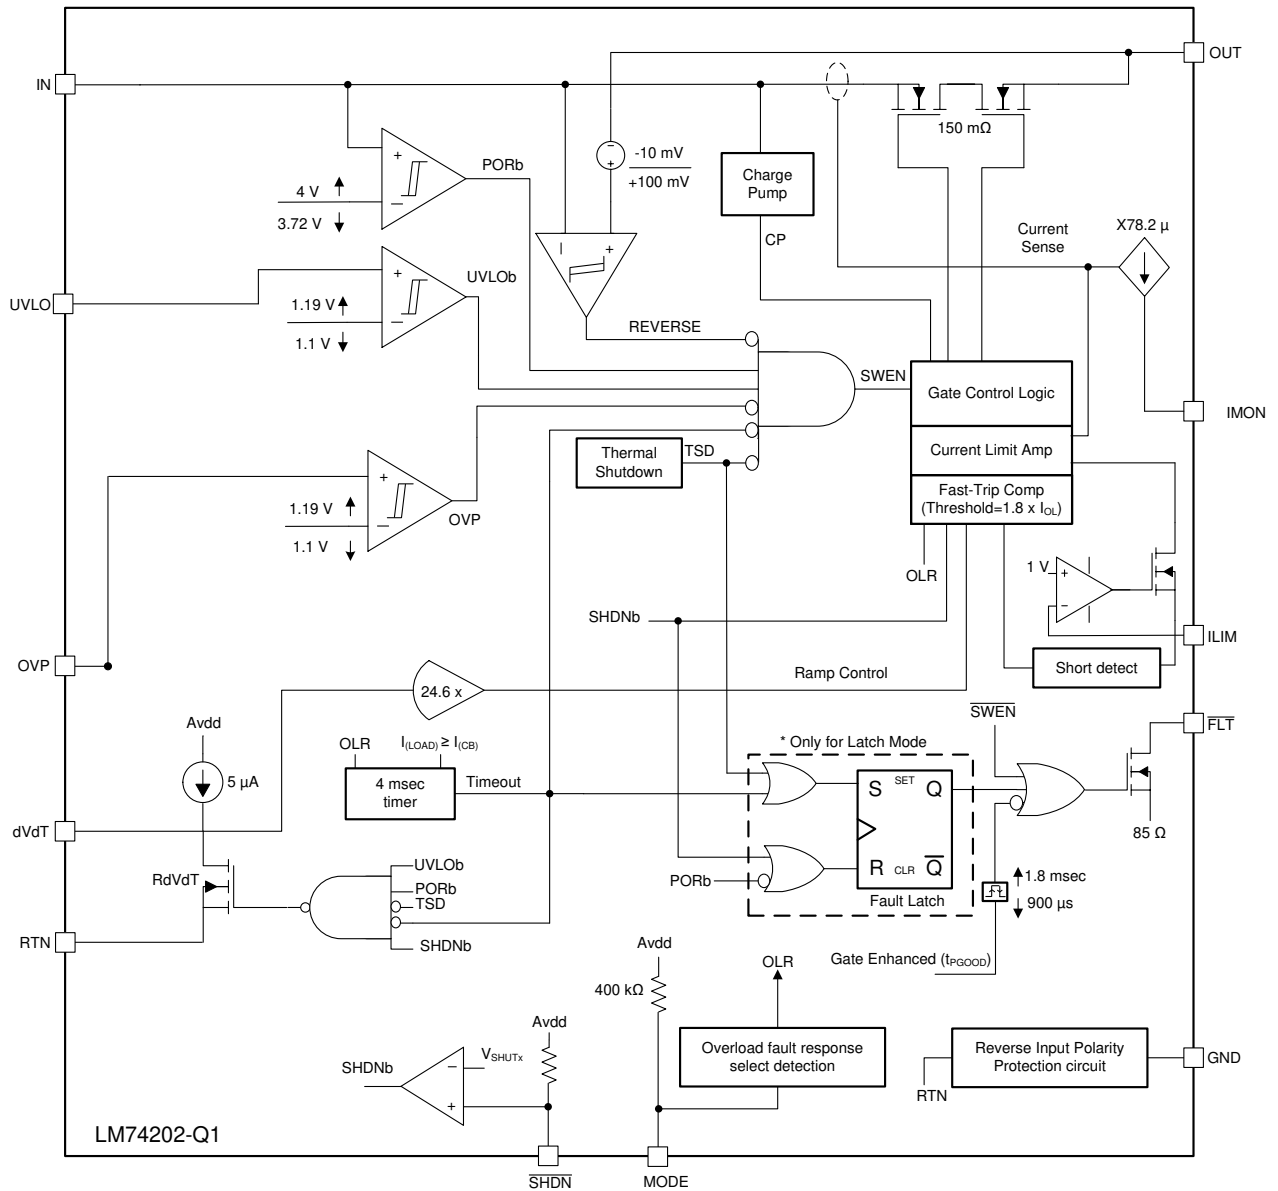 OUT
IN
150 mΩ
-10 mV
+100 mV
Charge
Pump
PORb
4 V
3.72 V
CP
Current
Sense
X78.2 µ
UVLOb
UVLO
1.19 V
1.1 V
REVERSE
SWEN
Gate Control Logic
IMON
Current Limit Amp
Thermal
Shutdown
TSD
Fast-Trip Comp
(Threshold=1.8 x IOL)
1.19 V
1.1 V
OVP
OLR
1 V
SHDNb
ILIM
OVP
Short detect
Ramp Control
24.6 x
Avdd
SWEN
FLT
OLR
I(LOAD) ≥ I(CB)
* Only for Latch Mode
5 µA
4 msec
timer
Timeout
S
SET
Q
dVdT
85 Ω
RdVdT
UVLOb
PORb
TSD
SHDNb
PORb
R
CLR
Q
Fault Latch
1.8 msec
900 µs
RTN
Avdd
OLR
Gate Enhanced (tPGOOD)
400 kΩ
Avdd
SHDNb
VSHUTx
Overload fault response
select detection
Reverse Input Polarity
Protection circuit
GND
RTN
LM74202-Q1
SHDN
MODE